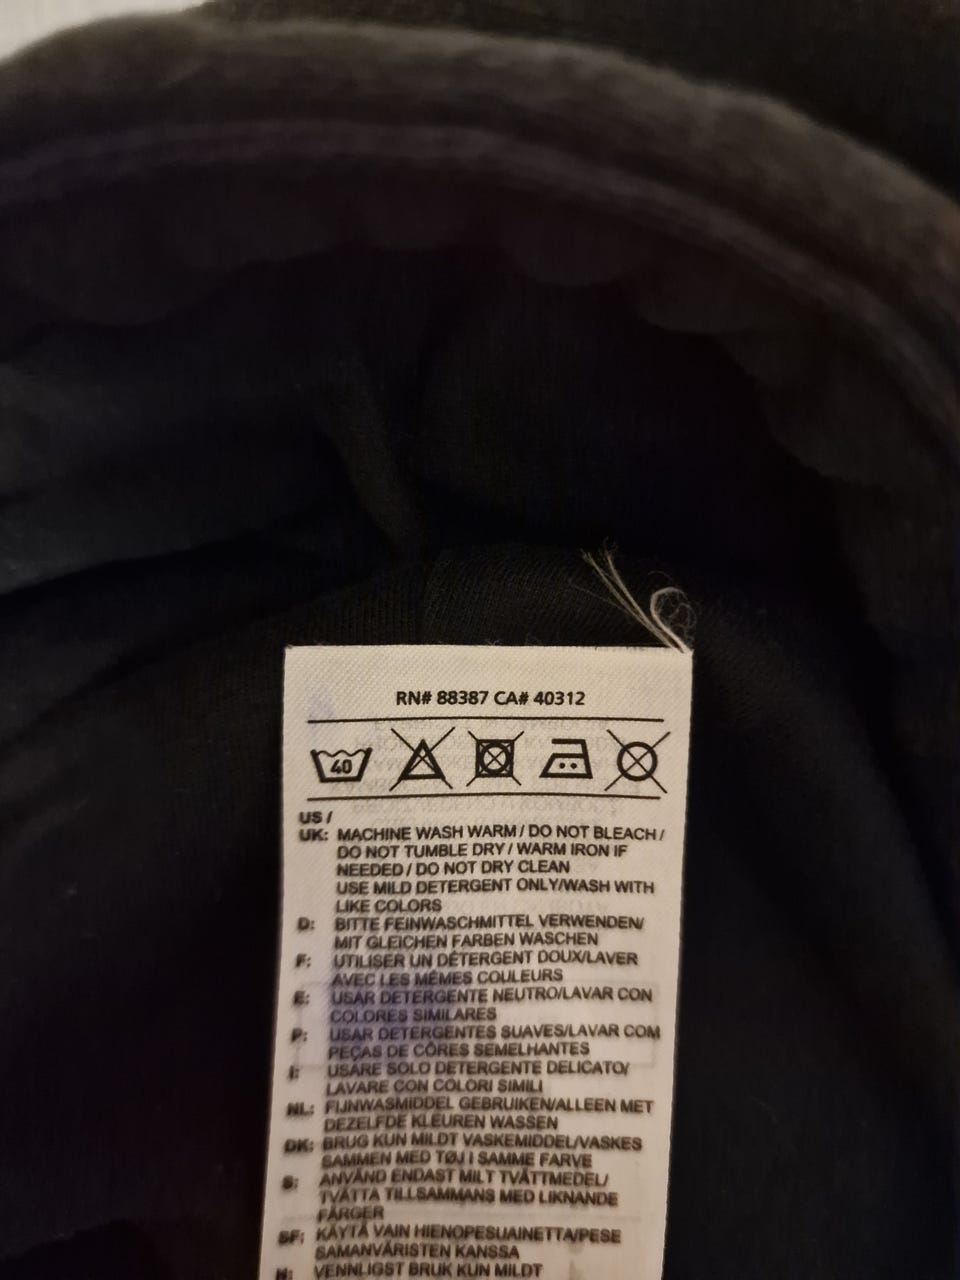 RN# 88387 CA# 40312
40
US /
UK: MACHINE WASH WARM / DO NOT BLEACH /
DO NOT TUMBLE DRY / WARM IRON IF
NEEDED / DO NOT DRY CLEAN
USE MILD DETERGENT ONLY/WASH WITH
LIKE COLORS
D: BITTE FEINWASCHMITTEL VERWENDEN/
MIT GLEICHEN FARBEN WASCHEN
F: UTILISER UN DÉTERGENT DOUX/LAVER
AVEC LES MÊMES COULEURS
E: USAR DETERGENTE NEUTRO/LAVAR CON
COLORES SIMILARES
P: USAR DETERGENTES SUAVES/LAVAR COM
PEÇAS DE CÔRES SEMELHANTES
I: USARE SOLO DETERGENTE DELICATO/
LAVARE CON COLORI SIMILI
NL: FIJNWASMIDDEL GEBRUIKEN/ALLEEN MET
DEZELFDE KLEUREN WASSEN
DK: BRUG KUN MILDT VASKEMIDDEL/VASKES
SAMMEN MED TØJ I SAMME FARVE
S: ANVÄND ENDAST MILT TVÄTTMEDEL/
TVÄTTA TILLSAMMANS MED LIKNANDE
FÄRGER
SF: KÄYTÄ VAIN HIENOPESUAINETTA/PESE
SAMANVÄRISTEN KANSSA
N: VENNLIGST BRUK KUN MILDT